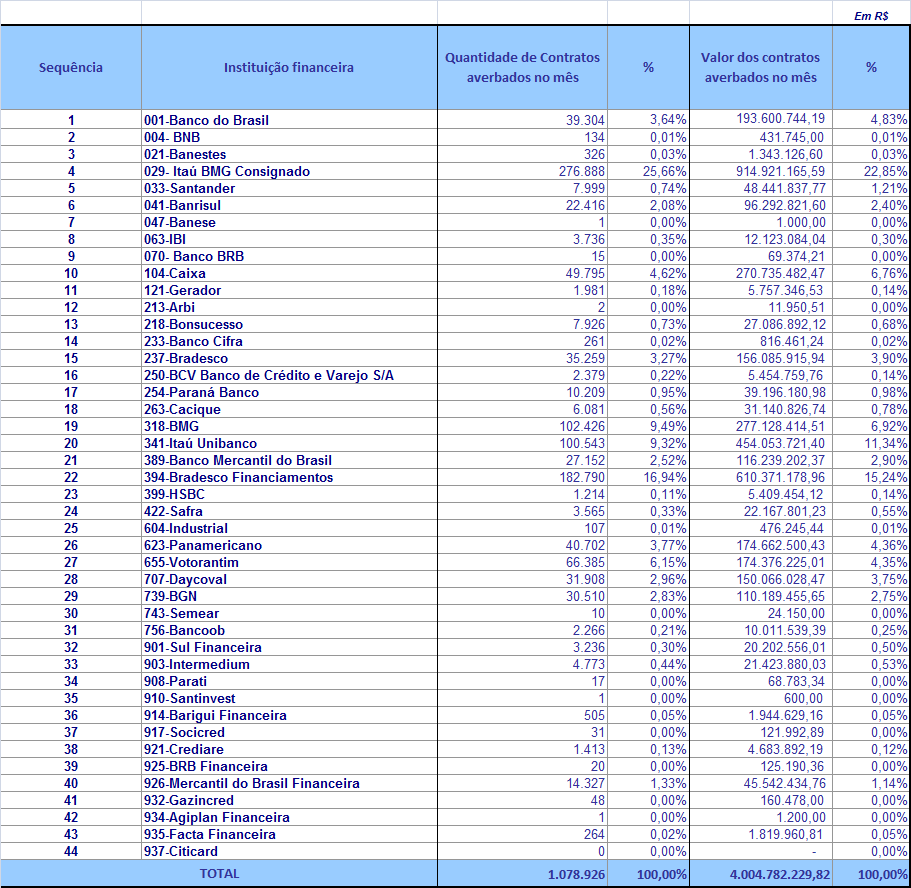 Em R$
Sequência Instituição financeira Quantidade de Contratos averbados no mês % Valor dos contratos averbados no mês %
1 001-Banco do Brasil 39.304 3,64% 193.600.744,19 4,83%
2 004- BNB 134 0,01% 431.745,00 0,01%
3 021-Banestes 326 0,03% 1.343.126,60 0,03%
4 029- Itaú BMG Consignado 276.888 25,66% 914.921.165,59 22,85%
5 033-Santander 7.999 0,74% 48.441.837,77 1,21%
6 041-Banrisul 22.416 2,08% 96.292.821,60 2,40%
7 047-Banese 1 0,00% 1.000,00 0,00%
8 063-IBI 3.736 0,35% 12.123.084,04 0,30%
9 070- Banco BRB 15 0,00% 69.374,21 0,00%
10 104-Caixa 49.795 4,62% 270.735.482,47 6,76%
11 121-Gerador 1.981 0,18% 5.757.346,53 0,14%
12 213-Arbi 2 0,00% 11.950,51 0,00%
13 218-Bonsucesso 7.926 0,73% 27.086.892,12 0,68%
14 233-Banco Cifra 261 0,02% 816.461,24 0,02%
15 237-Bradesco 35.259 3,27% 156.085.915,94 3,90%
16 250-BCV Banco de Crédito e Varejo S/A 2.379 0,22% 5.454.759,76 0,14%
17 254-Paraná Banco 10.209 0,95% 39.196.180,98 0,98%
18 263-Cacique 6.081 0,56% 31.140.826,74 0,78%
19 318-BMG 102.426 9,49% 277.128.414,51 6,92%
20 341-Itaú Unibanco 100.543 9,32% 454.053.721,40 11,34%
21 389-Banco Mercantil do Brasil 27.152 2,52% 116.239.202,37 2,90%
22 394-Bradesco Financiamentos 182.790 16,94% 610.371.178,96 15,24%
23 399-HSBC 1.214 0,11% 5.409.454,12 0,14%
24 422-Safra 3.565 0,33% 22.167.801,23 0,55%
25 604-Industrial 107 0,01% 476.245,44 0,01%
26 623-Panamericano 40.702 3,77% 174.662.500,43 4,36%
27 655-Votorantim 66.385 6,15% 174.376.225,01 4,35%
28 707-Daycoval 31.908 2,96% 150.066.028,47 3,75%
29 739-BGN 30.510 2,83% 110.189.455,65 2,75%
30 743-Semear 10 0,00% 24.150,00 0,00%
31 756-Bancoob 2.266 0,21% 10.011.539,39 0,25%
32 901-Sul Financeira 3.236 0,30% 20.202.556,01 0,50%
33 903-Intermedium 4.773 0,44% 21.423.880,03 0,53%
34 908-Parati 17 0,00% 68.783,34 0,00%
35 910-Santinvest 1 0,00% 600,00 0,00%
36 914-Barigui Financeira 505 0,05% 1.944.629,16 0,05%
37 917-Socicred 31 0,00% 121.992,89 0,00%
38 921-Crediare 1.413 0,13% 4.683.892,19 0,12%
39 925-BRB Financeira 20 0,00% 125.190,36 0,00%
40 926-Mercantil do Brasil Financeira 14.327 1,33% 45.542.434,76 1,14%
41 932-Gazincred 48 0,00% 160.478,00 0,00%
42 934-Agiplan Financeira 1 0,00% 1.200,00 0,00%
43 935-Facta Financeira 264 0,02% 1.819.960,81 0,05%
44 937-Citicard 0 0,00% - 0,00%
TOTAL 1.078.926 100,00% 4.004.782.229,82 100,00%